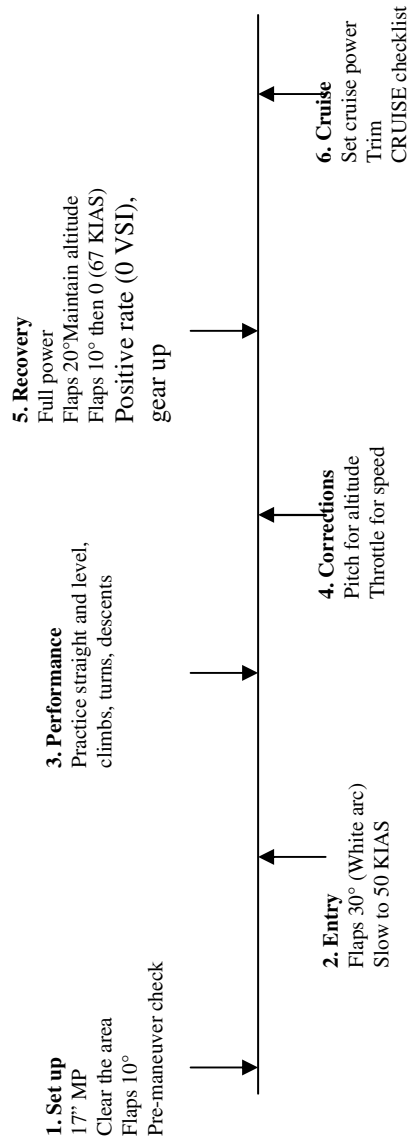 1. Set up
17” MP
Clear the area
Flaps 10°
Pre-maneuver check
2. Entry
Flaps 30° (White arc)
Slow to 50 KIAS
3. Performance
Practice straight and level,
climbs, turns, descents
4. Corrections
Pitch for altitude
Throttle for speed
5. Recovery
Full power
Flaps 20°Maintain altitude
Flaps 10° then 0 (67 KIAS)
Positive rate (0 VSI),
gear up
6. Cruise
Set cruise power
Trim
CRUISE checklist